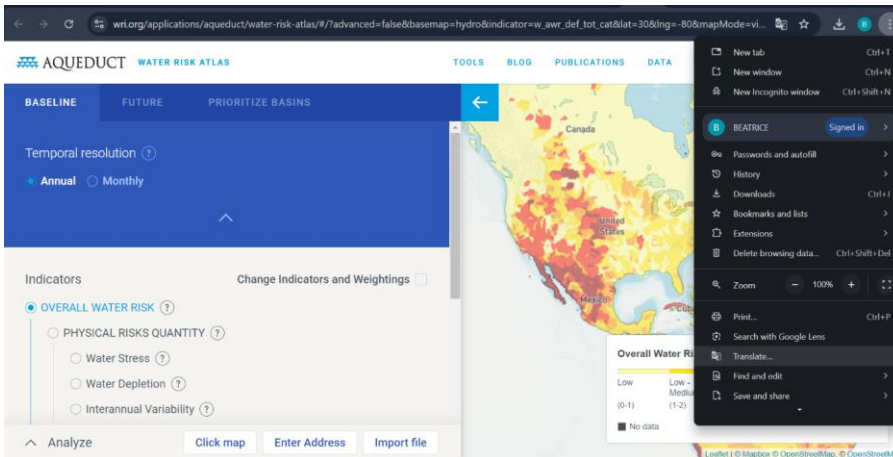 wri.org/applications/aqueduct/water-risk-atlas/#/?advanced=false&basemap=hydro&indicator=w_awr_def_tot_cat&lat=30&lng=-80&mapMode=vi...
AQUEDUCT WATER RISK ATLAS
TOOLS BLOG PUBLICATIONS DATA
BASELINE FUTURE PRIORITIZE BASINS
Temporal resolution ?
Annual Monthly
Indicators Change Indicators and Weightings
OVERALL WATER RISK ?
PHYSICAL RISKS QUANTITY ?
Water Stress ?
Water Depletion ?
Interannual Variability ?
Analyze Click map Enter Address Import file
Canada
United
States
Mexico
Overall Water Ri
Low Low -
Mediu
(0-1) (1-2)
No data
Leaflet | © Mapbox © OpenStreetMap, © OpenStreetM
New tab Ctrl+T
New window Ctrl+N
New Incognito window Ctrl+Shift+N
B BEATRICE Signed in
Passwords and autofill
History
Downloads Ctrl+J
Bookmarks and lists
Extensions
Delete browsing data... Ctrl+Shift+Del
Zoom − 100% +
Print... Ctrl+P
Search with Google Lens
Translate...
Find and edit
Save and share